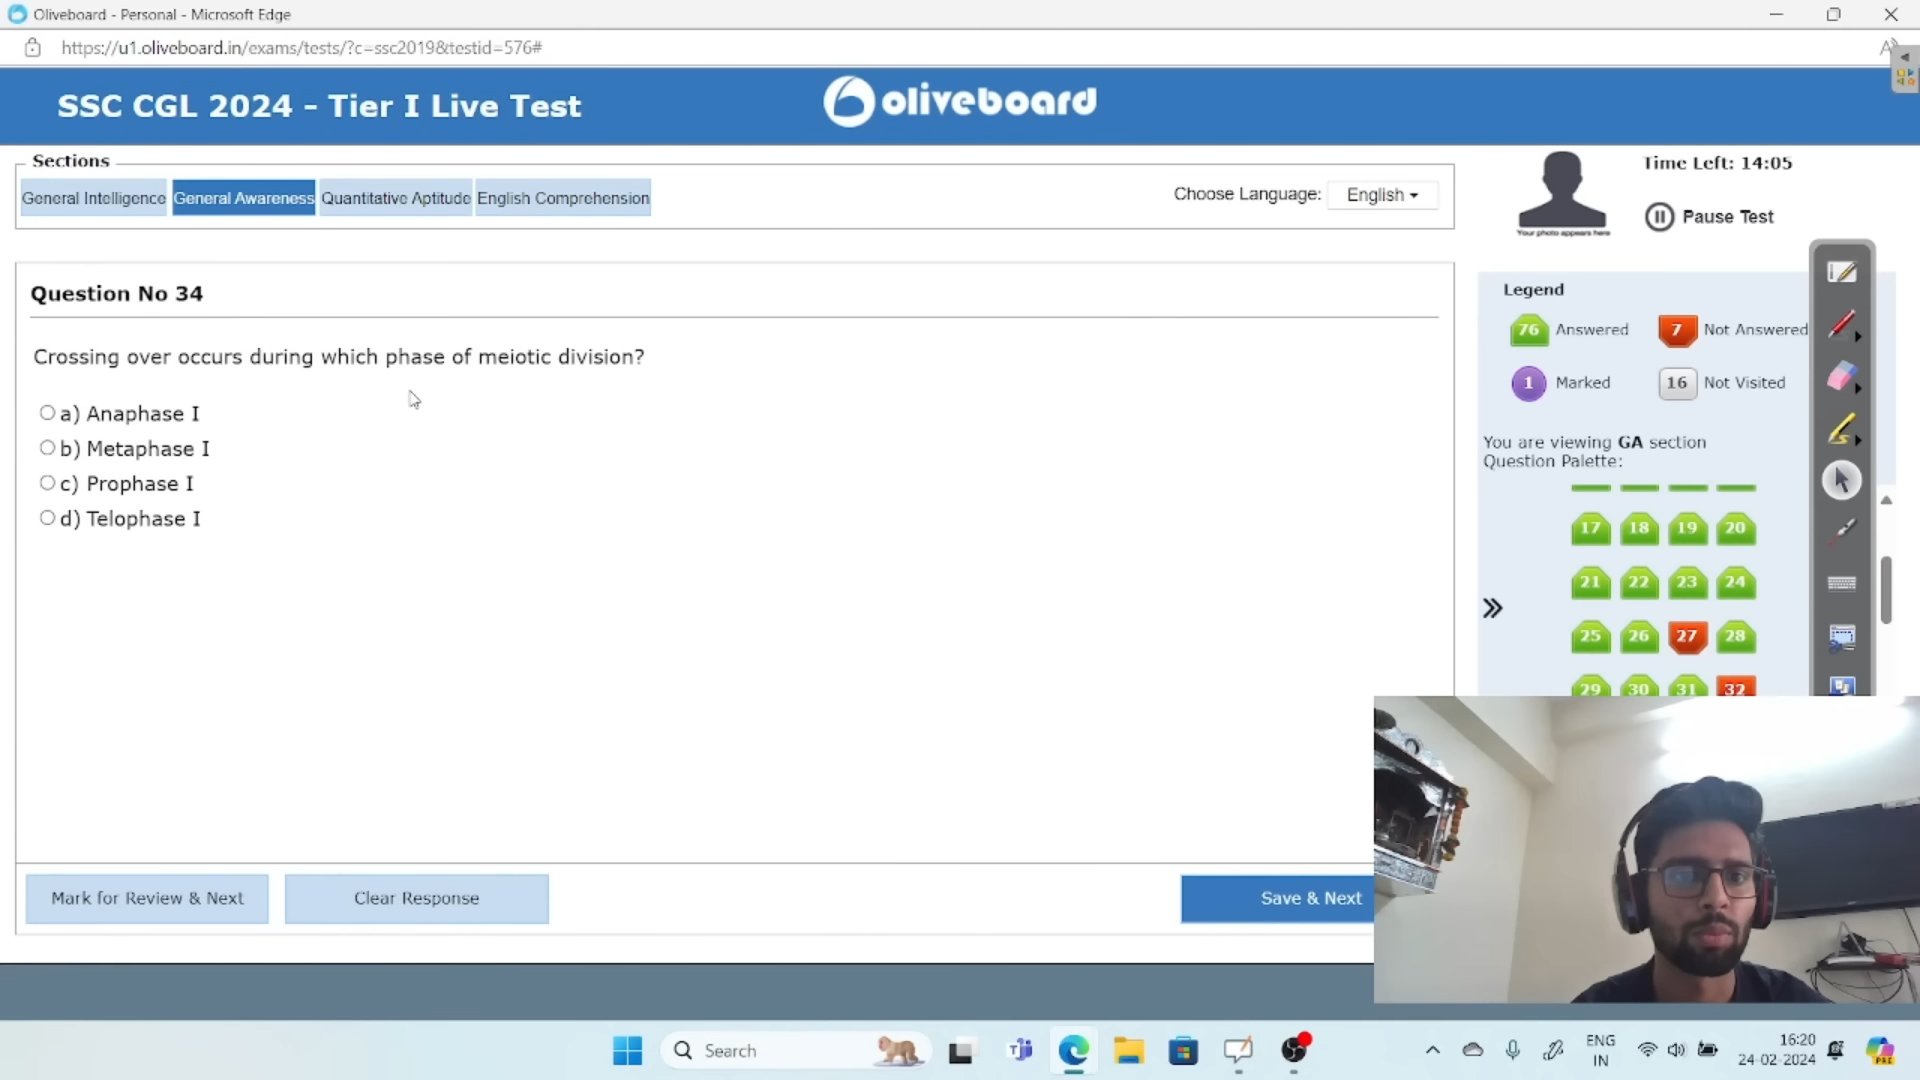 Oliveboard - Personal - Microsoft Edge
https://u1.oliveboard.in/exams/tests/?c=ssc2019&testid=576#
SSC CGL 2024 - Tier I Live Test
oliveboard
Sections
General Intelligence General Awareness Quantitative Aptitude English Comprehension
Choose Language: English
Your photo appears here
Time Left: 14:05
Pause Test
Question No 34
Crossing over occurs during which phase of meiotic division?
a) Anaphase I
b) Metaphase I
c) Prophase I
d) Telophase I
Mark for Review & Next
Clear Response
Save & Next
Legend
76 Answered 7 Not Answered
1 Marked 16 Not Visited
You are viewing GA section
Question Palette:
17 18 19 20
21 22 23 24
25 26 27 28
29 30 31 32
Search
ENG
IN
16:20
24-02-2024
PRE